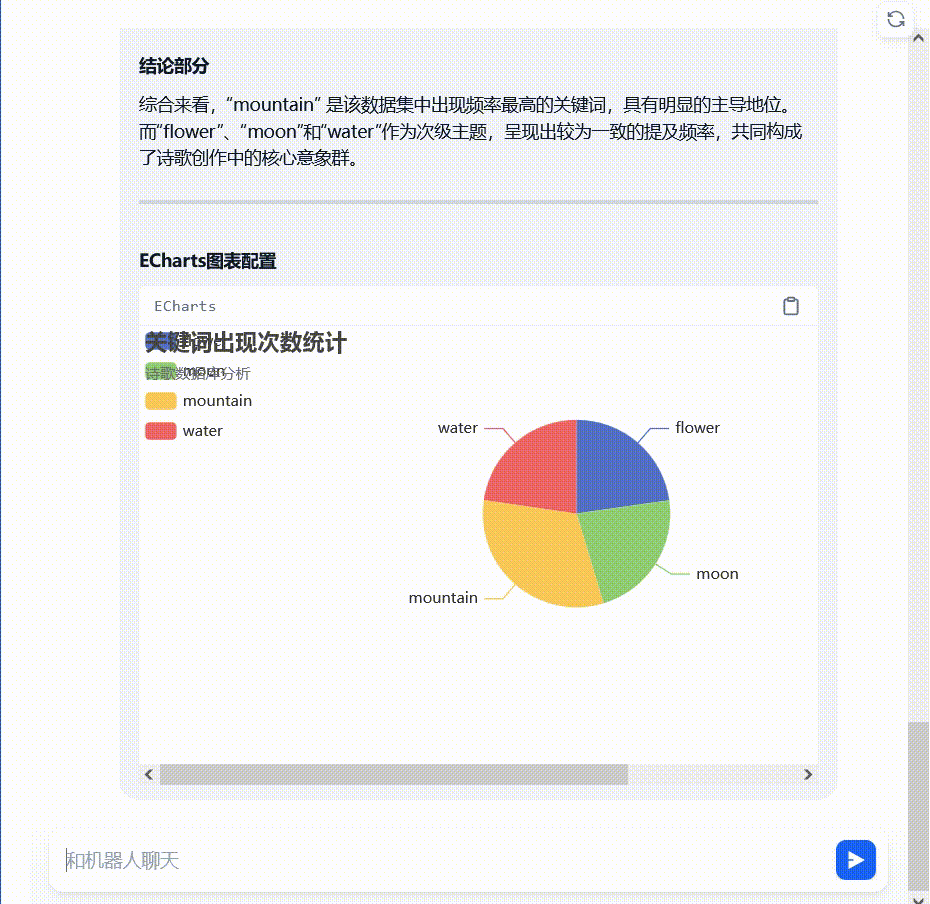 结论部分
综合来看，“mountain” 是该数据集中出现频率最高的关键词，具有明显的主导地位。
而“flower”、“moon”和“water”作为次级主题，呈现出较为一致的提及频率，共同构成
了诗歌创作中的核心意象群。
ECharts图表配置
ECharts
关键词出现次数统计
诗歌数据库分析
moon
mountain
water
water
flower
moon
mountain
和机器人聊天